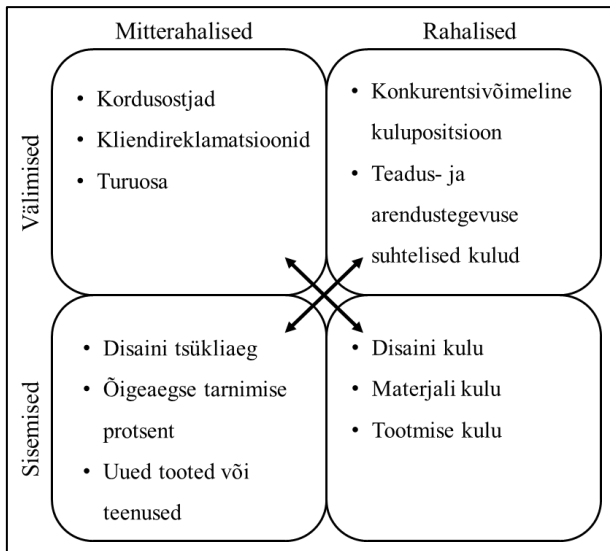 Mitterahalised
Rahalised
Välimised
• Kordusostjad
• Kliendireklamatsioonid
• Turuosa
• Konkurentsivõimeline
kulupositsioon
• Teadus- ja
arendustegevuse
suhtelised kulud
Sisemised
• Disaini tsükliaeg
• Õigeaegse tarnimise
protsent
• Uued tooted või
teenused
• Disaini kulu
• Materjali kulu
• Tootmise kulu